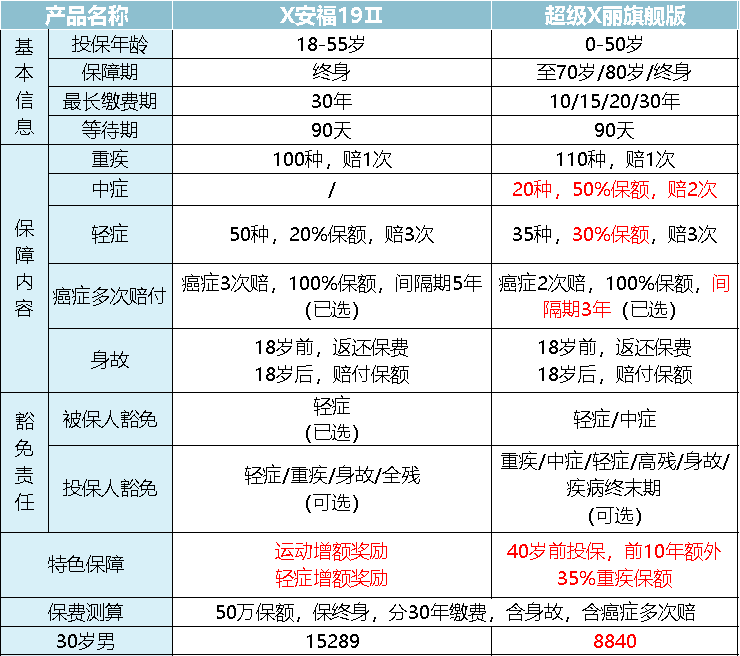 产品名称 X安福19Ⅱ 超级X丽旗舰版
基本信息
投保年龄 18-55岁 0-50岁
保障期 终身 至70岁/80岁/终身
最长缴费期 30年 10/15/20/30年
等待期 90天 90天
保障内容
重疾 100种，赔1次 110种，赔1次
中症 / 20种，50%保额，赔2次
轻症 50种，20%保额，赔3次 35种，30%保额，赔3次
癌症多次赔付
癌症3次赔，100%保额，间隔期5年
(已选)
癌症2次赔，100%保额，间
隔期3年（已选）
身故
18岁前，返还保费
18岁后，赔付保额
18岁前，返还保费
18岁后，赔付保额
豁免责任
被保人豁免
轻症
(已选)
轻症/中症
投保人豁免
轻症/重疾/身故/全残
(可选)
重疾/中症/轻症/高残/身故/
疾病终末期
(可选)
特色保障
运动增额奖励
轻症增额奖励
40岁前投保，前10年额外
35%重疾保额
保费测算 50万保额，保终身，分30年缴费，含身故，含癌症多次赔
30岁男 15289 8840